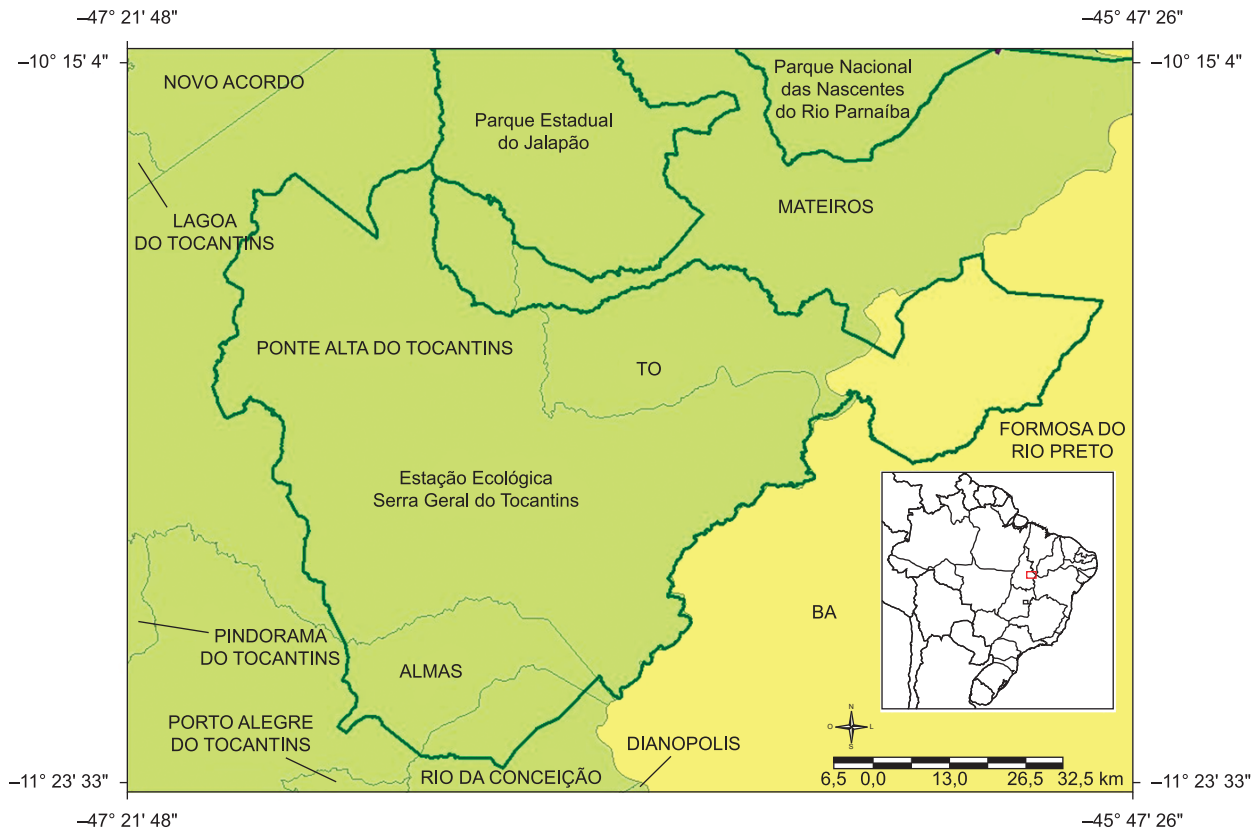 –47° 21' 48"
–45° 47' 26"
–10° 15' 4"
–10° 15' 4"
NOVO ACORDO
Parque Estadual
do Jalapão
Parque Nacional
das Nascentes
do Rio Parnaíba
LAGOA
DO TOCANTINS
MATEIROS
PONTE ALTA DO TOCANTINS
TO
FORMOSA DO
RIO PRETO
Estação Ecológica
Serra Geral do Tocantins
BA
PINDORAMA
DO TOCANTINS
ALMAS
PORTO ALEGRE
DO TOCANTINS
RIO DA CONCEIÇÃO
DIANOPOLIS
N
O
L
S
6,5 0,0 13,0 26,5 32,5 km
–11° 23' 33"
–11° 23' 33"
–47° 21' 48"
–45° 47' 26"